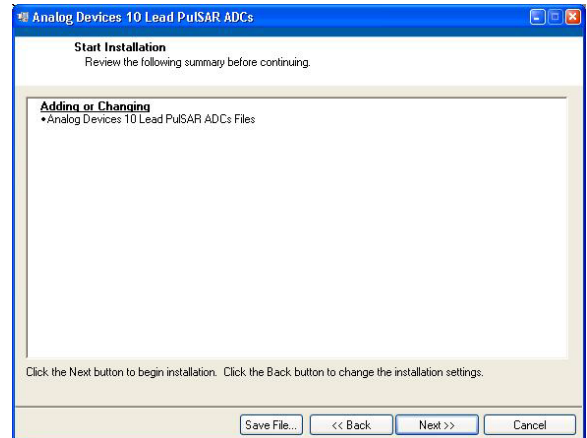 Analog Devices 10 Lead PulSAR ADCs
Start Installation
Review the following summary before continuing.
Adding or Changing
•Analog Devices 10 Lead PulSAR ADCs Files
Click the Next button to begin installation.  Click the Back button to change the installation settings.
Save File... << Back Next >> Cancel